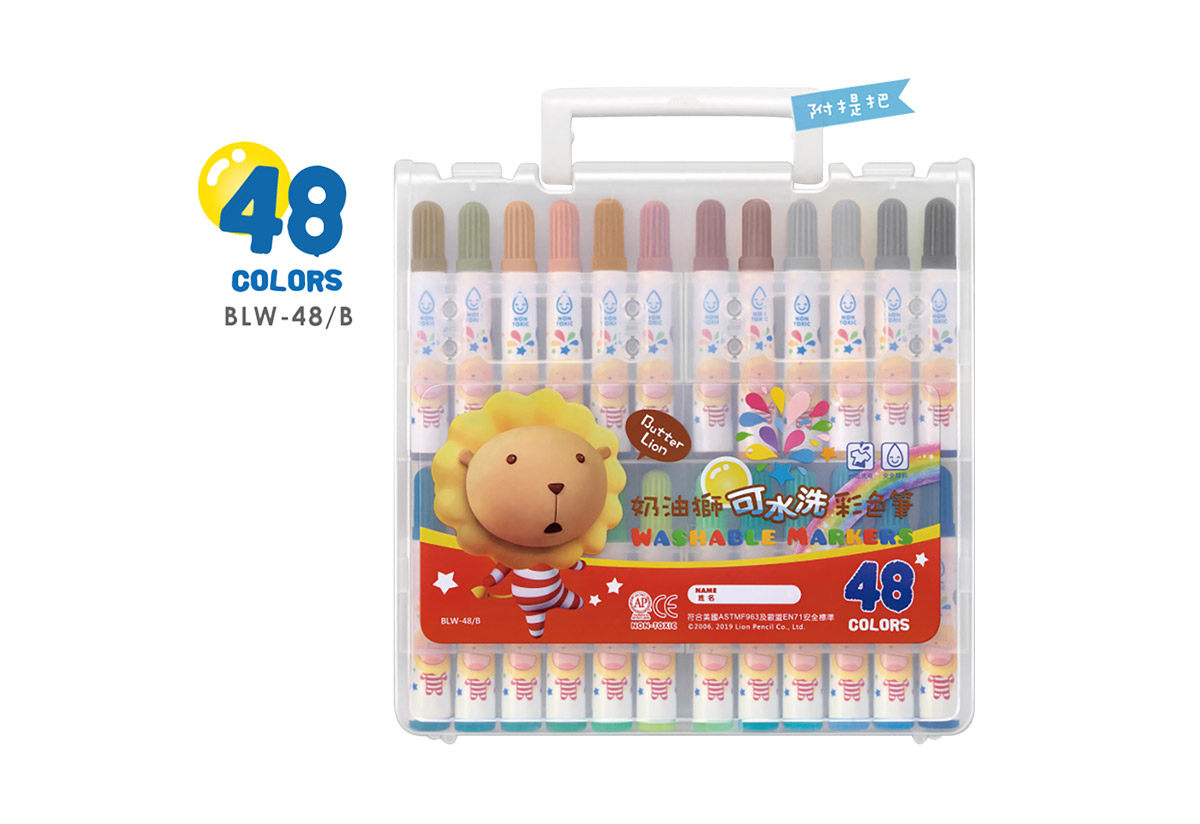 附提把
48
COLORS
BLW-48/B
NON
TOXIC
Butter
Lion
奶油獅可水洗彩色筆
WASHABLE MARKERS
NAME
姓名
48
COLORS
AP
CE
NON-TOXIC
符合美國ASTMF963及歐盟EN71安全標準
©2006, 2019 Lion Pencil Co., Ltd.
BLW-48/B